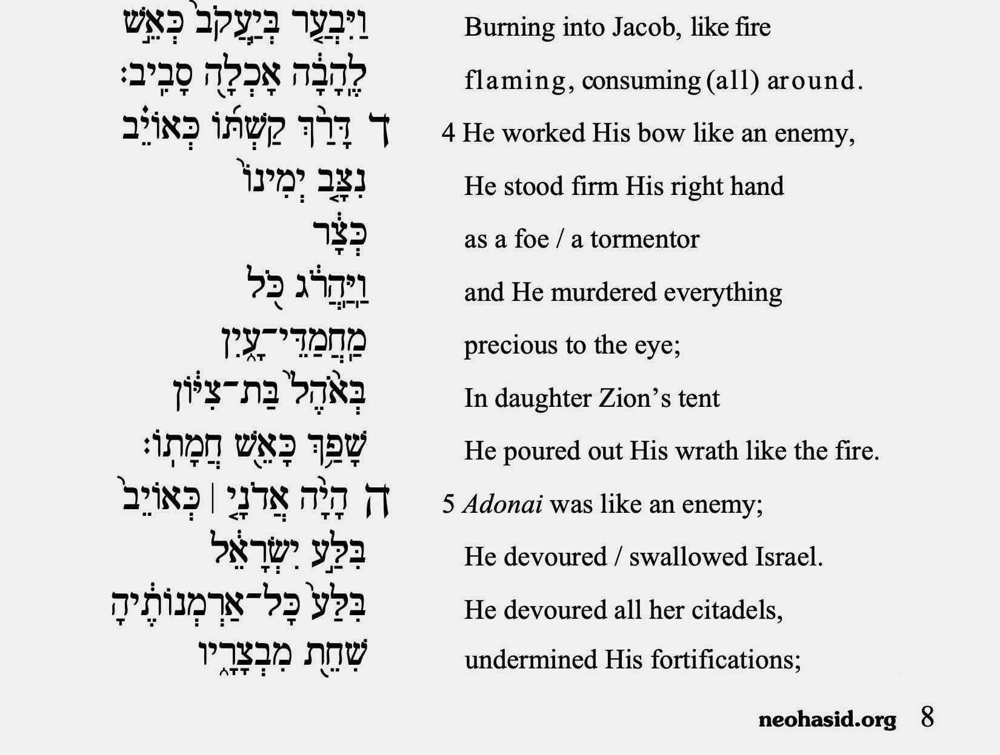 וַיִּבְעַ֤ר בְּיַעֲקֹב֙ כְּאֵ֣שׁ Burning into Jacob, like fire
לֶֽהָבָ֔ה אָכְלָ֖ה סָבִֽיב׃ flaming, consuming (all) around.
ד דָּרַ֨ךְ קַשְׁתּ֜וֹ כְּאוֹיֵ֗ב 4 He worked His bow like an enemy,
נִצָּ֤ב יְמִינוֹ֙ He stood firm His right hand
כְּצָ֔ר as a foe / a tormentor
וַֽיַּהֲרֹ֔ג כֹּ֖ל and He murdered everything
מַֽחֲמַדֵּי־עָ֑יִן precious to the eye;
בְּאֹ֙הֶל֙ בַּת־צִיּ֔וֹן In daughter Zion’s tent
שָׁפַ֥ךְ כָּאֵ֖שׁ חֲמָתֽוֹ׃ He poured out His wrath like the fire.
ה הָיָ֨ה אֲדֹנָ֤י ׀ כְּאוֹיֵב֙ 5 Adonai was like an enemy;
בִּלַּ֣ע יִשְׂרָאֵ֔ל He devoured / swallowed Israel.
בִּלַּע֙ כָּל־אַרְמְנוֹתֶ֔יהָ He devoured all her citadels,
שִׁחֵ֖ת מִבְצָרָ֑יו undermined His fortifications;
neohasid.org 8